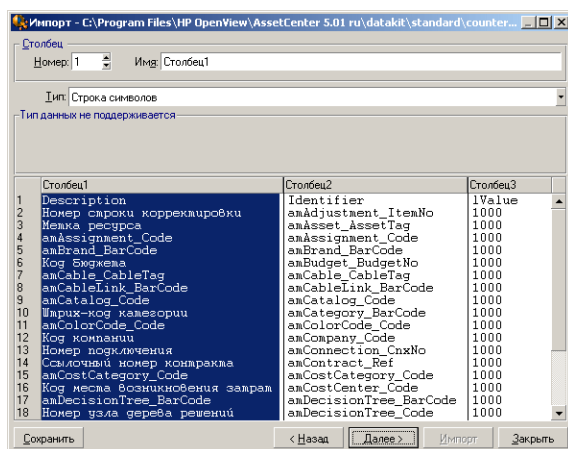 Импорт - C:\Program Files\HP OpenView\AssetCenter 5.01 ru\datakit\standard\counter...
Столбец
Номер: 1 Имя: Столбец1
Тип: Строка символов
Тип данных не поддерживается
Столбец1 Столбец2 Столбец3
1 Description Identifier lValue
2 Номер строки корректировки amAdjustment_ItemNo 1000
3 Метка ресурса amAsset_AssetTag 1000
4 amAssignment_Code amAssignment_Code 1000
5 amBrand_BarCode amBrand_BarCode 1000
6 Код бюджета amBudget_BudgetNo 1000
7 amCable_CableTag amCable_CableTag 1000
8 amCableLink_BarCode amCableLink_BarCode 1000
9 amCatalog_Code amCatalog_Code 1000
10 Штрих-код категории amCategory_BarCode 1000
11 amColorCode_Code amColorCode_Code 1000
12 Код компании amCompany_Code 1000
13 Номер подключения amConnection_CnxNo 1000
14 Ссылочный номер контракта amContract_Ref 1000
15 amCostCategory_Code amCostCategory_Code 1000
16 Код места возникновения затрат amCostCenter_Code 1000
17 amDecisionTree_BarCode amDecisionTree_BarCode 1000
18 Номер узла дерева решений amDecisionTree_Code 1000
Сохранить < Назад Далее > Импорт Закрыть